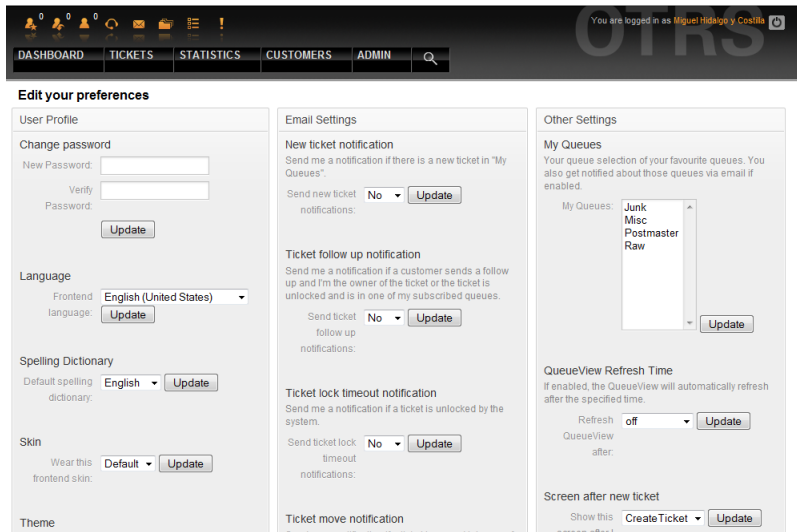 0 0 0
You are logged in as Miguel Hidalgo y Costilla
OTRS
DASHBOARD TICKETS STATISTICS CUSTOMERS ADMIN
Edit your preferences
User Profile
Change password
New Password:
Verify
Password:
Update
Language
Frontend
language:
English (United States)
Update
Spelling Dictionary
Default spelling
dictionary:
English
Update
Skin
Wear this
frontend skin:
Default
Update
Theme
Email Settings
New ticket notification
Send me a notification if there is a new ticket in "My
Queues".
Send new ticket
notifications:
No
Update
Ticket follow up notification
Send me a notification if a customer sends a follow
up and I'm the owner of the ticket or the ticket is
unlocked and is in one of my subscribed queues.
Send ticket
follow up
notifications:
No
Update
Ticket lock timeout notification
Send me a notification if a ticket is unlocked by the
system.
Send ticket lock
timeout
notifications:
No
Update
Ticket move notification
Other Settings
My Queues
Your queue selection of your favourite queues. You
also get notified about those queues via email if
enabled.
My Queues:
Junk
Misc
Postmaster
Raw
Update
QueueView Refresh Time
If enabled, the QueueView will automatically refresh
after the specified time.
Refresh
QueueView
after:
off
Update
Screen after new ticket
Show this
CreateTicket
Update